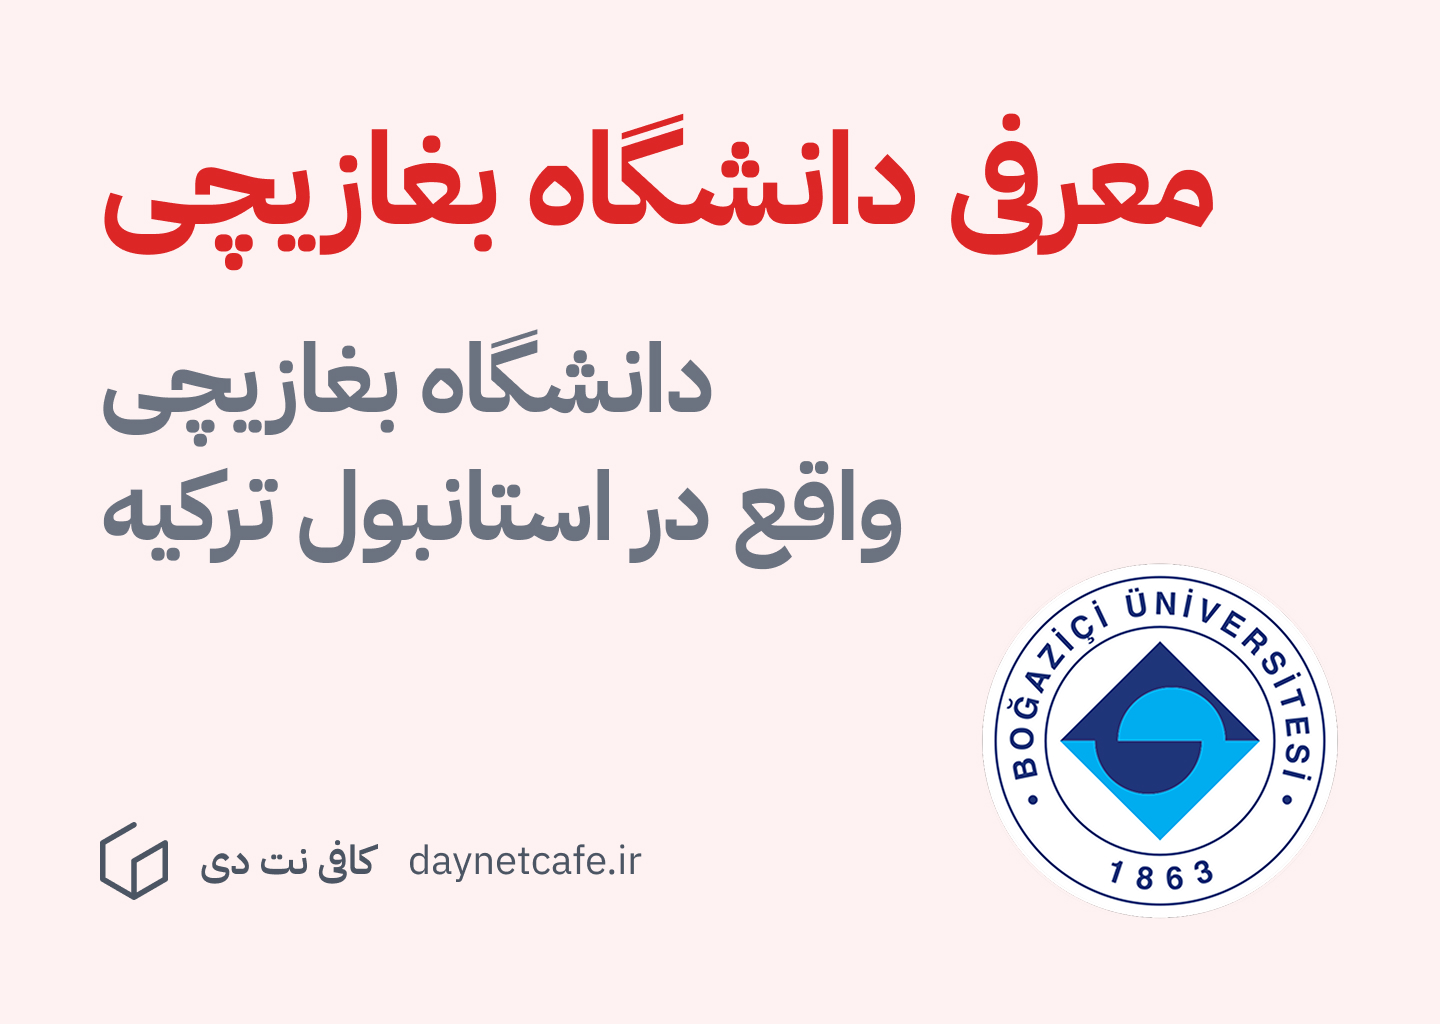 معرفی دانشگاه بغازیچی
دانشگاه بغازیچی
واقع در استانبول ترکیه
BOĞAZİÇİ ÜNİVERSİTESİ
1863
کافی نت دی daynetcafe.ir